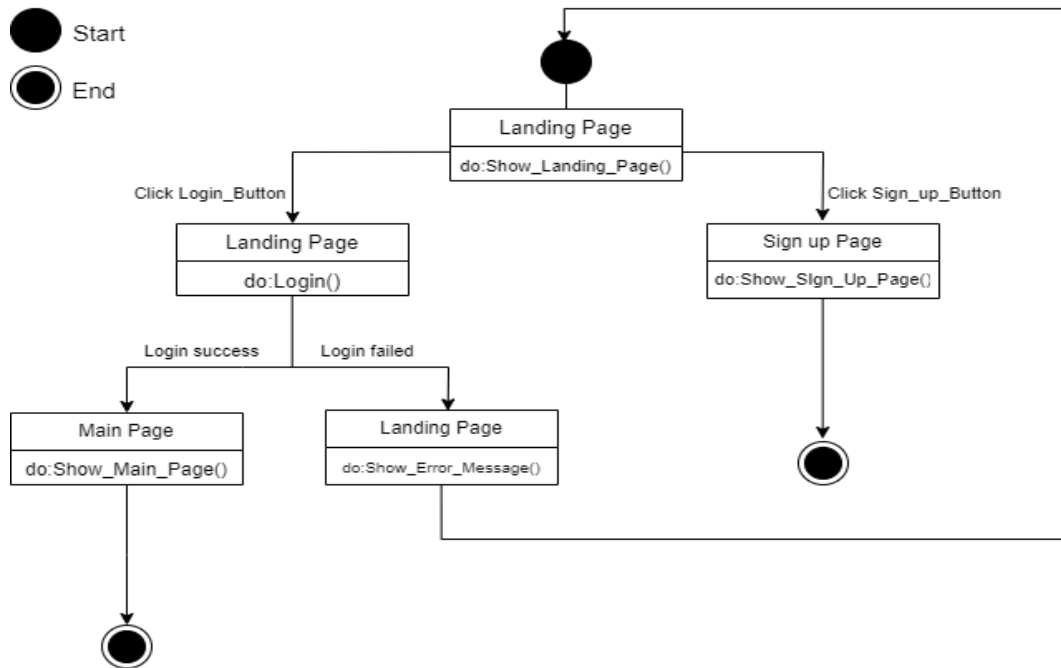 Start
End
Landing Page
do:Show_Landing_Page()
Click Login_Button
Click Sign_up_Button
Landing Page
do:Login()
Sign up Page
do:Show_SIgn_Up_Page()
Login success
Login failed
Main Page
do:Show_Main_Page()
Landing Page
do:Show_Error_Message()